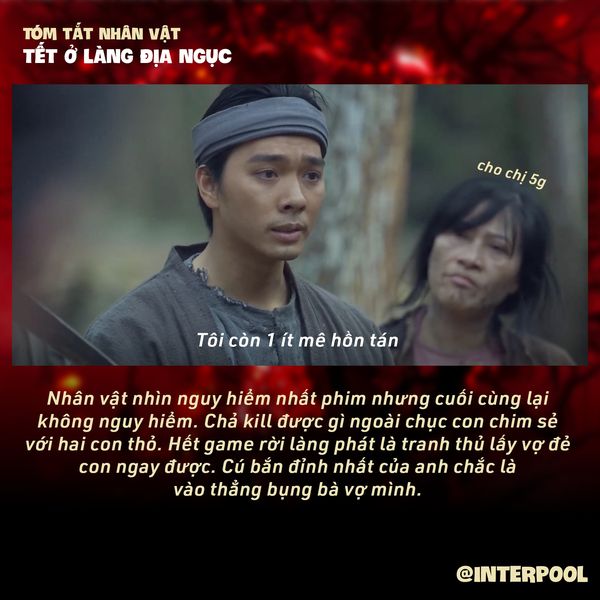 TÓM TẮT NHÂN VẬT
TẾT Ở LÀNG ĐỊA NGỤC
cho chị 5g
Tôi còn 1 ít mê hồn tán
Nhân vật nhìn nguy hiểm nhất phim nhưng cuối cùng lại
không nguy hiểm. Chả kill được gì ngoài chục con chim sẻ
với hai con thỏ. Hết game rời làng phát là tranh thủ lấy vợ đẻ
con ngay được. Cú bắn đỉnh nhất của anh chắc là
vào thẳng bụng bà vợ mình.
@INTERPOOL